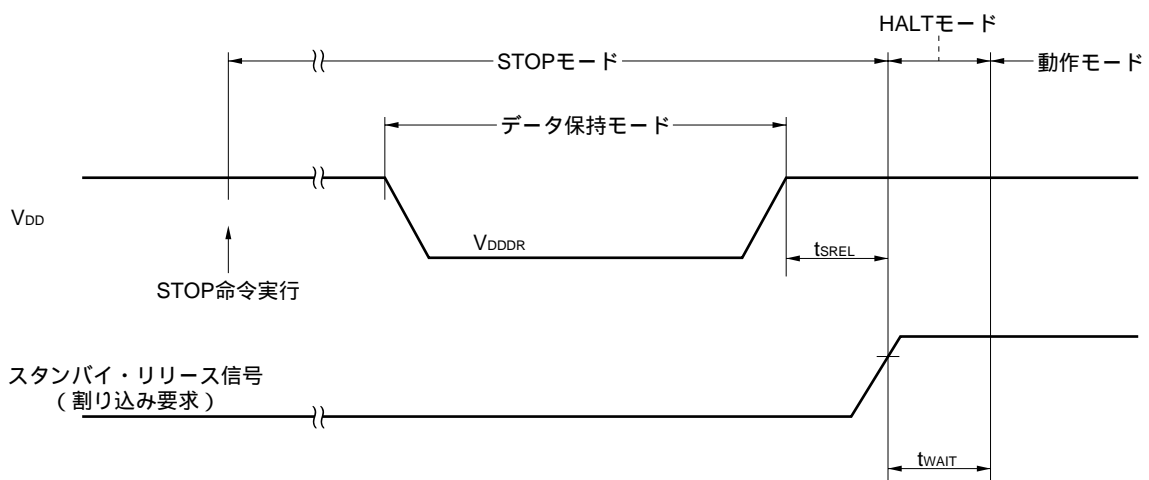 HALTモード
STOPモード
動作モード
データ保持モード
VDD
VDDDR
tSREL
STOP命令実行
スタンバイ・リリース信号
(割り込み要求)
tWAIT